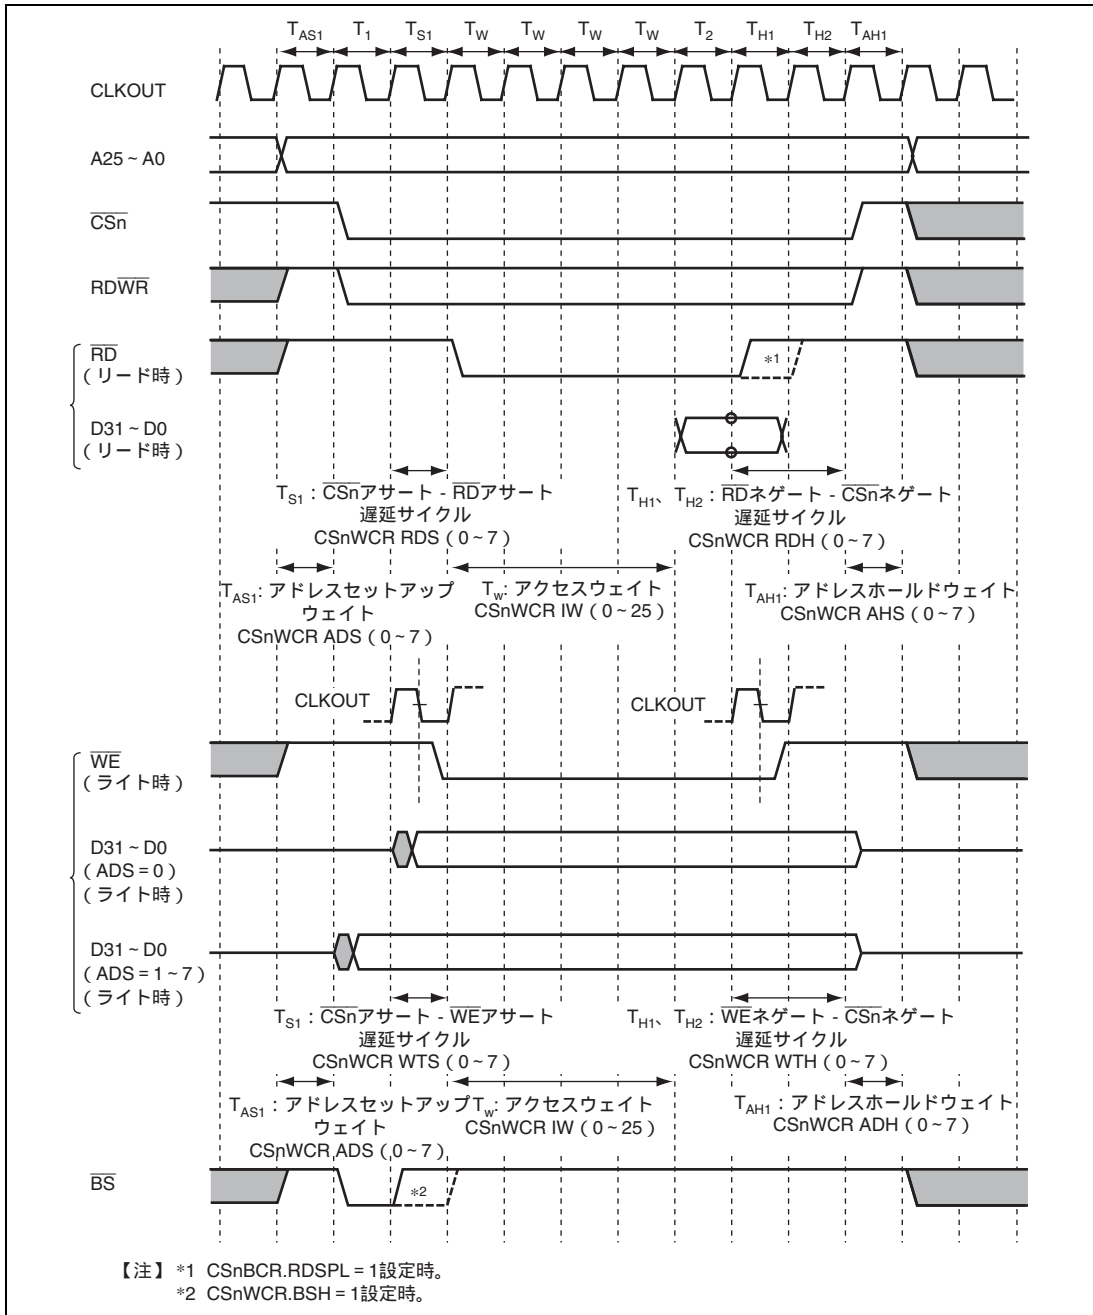 TAS1 T1 TS1 TW TW TW TW T2 TH1 TH2 TAH1
CLKOUT
A25 ~ A0
CSn
RDWR
RD
（リード時）
*1
D31 ~ D0
（リード時）
TS1：CSnアサート - RDアサート
遅延サイクル
CSnWCR RDS（0~7）
TH1、TH2：RDネゲート - CSnネゲート
遅延サイクル
CSnWCR RDH（0~7）
TAS1: アドレスセットアップ
ウェイト
CSnWCR ADS（0~7）
Tw: アクセスウェイト
CSnWCR IW（0~25）
TAH1: アドレスホールドウェイト
CSnWCR AHS（0~7）
CLKOUT
CLKOUT
WE
（ライト時）
D31 ~ D0
（ADS = 0）
（ライト時）
D31 ~ D0
（ADS = 1 ~ 7）
（ライト時）
TS1：CSnアサート - WEアサート
遅延サイクル
CSnWCR WTS（0~7）
TH1、TH2：WEネゲート - CSnネゲート
遅延サイクル
CSnWCR WTH（0~7）
TAS1：アドレスセットアップ
ウェイト
CSnWCR ADS（0~7）
Tw: アクセスウェイト
CSnWCR IW（0~25）
TAH1：アドレスホールドウェイト
CSnWCR ADH（0~7）
BS
*2
【注】 *1 CSnBCR.RDSPL = 1設定時。
*2 CSnWCR.BSH = 1設定時。